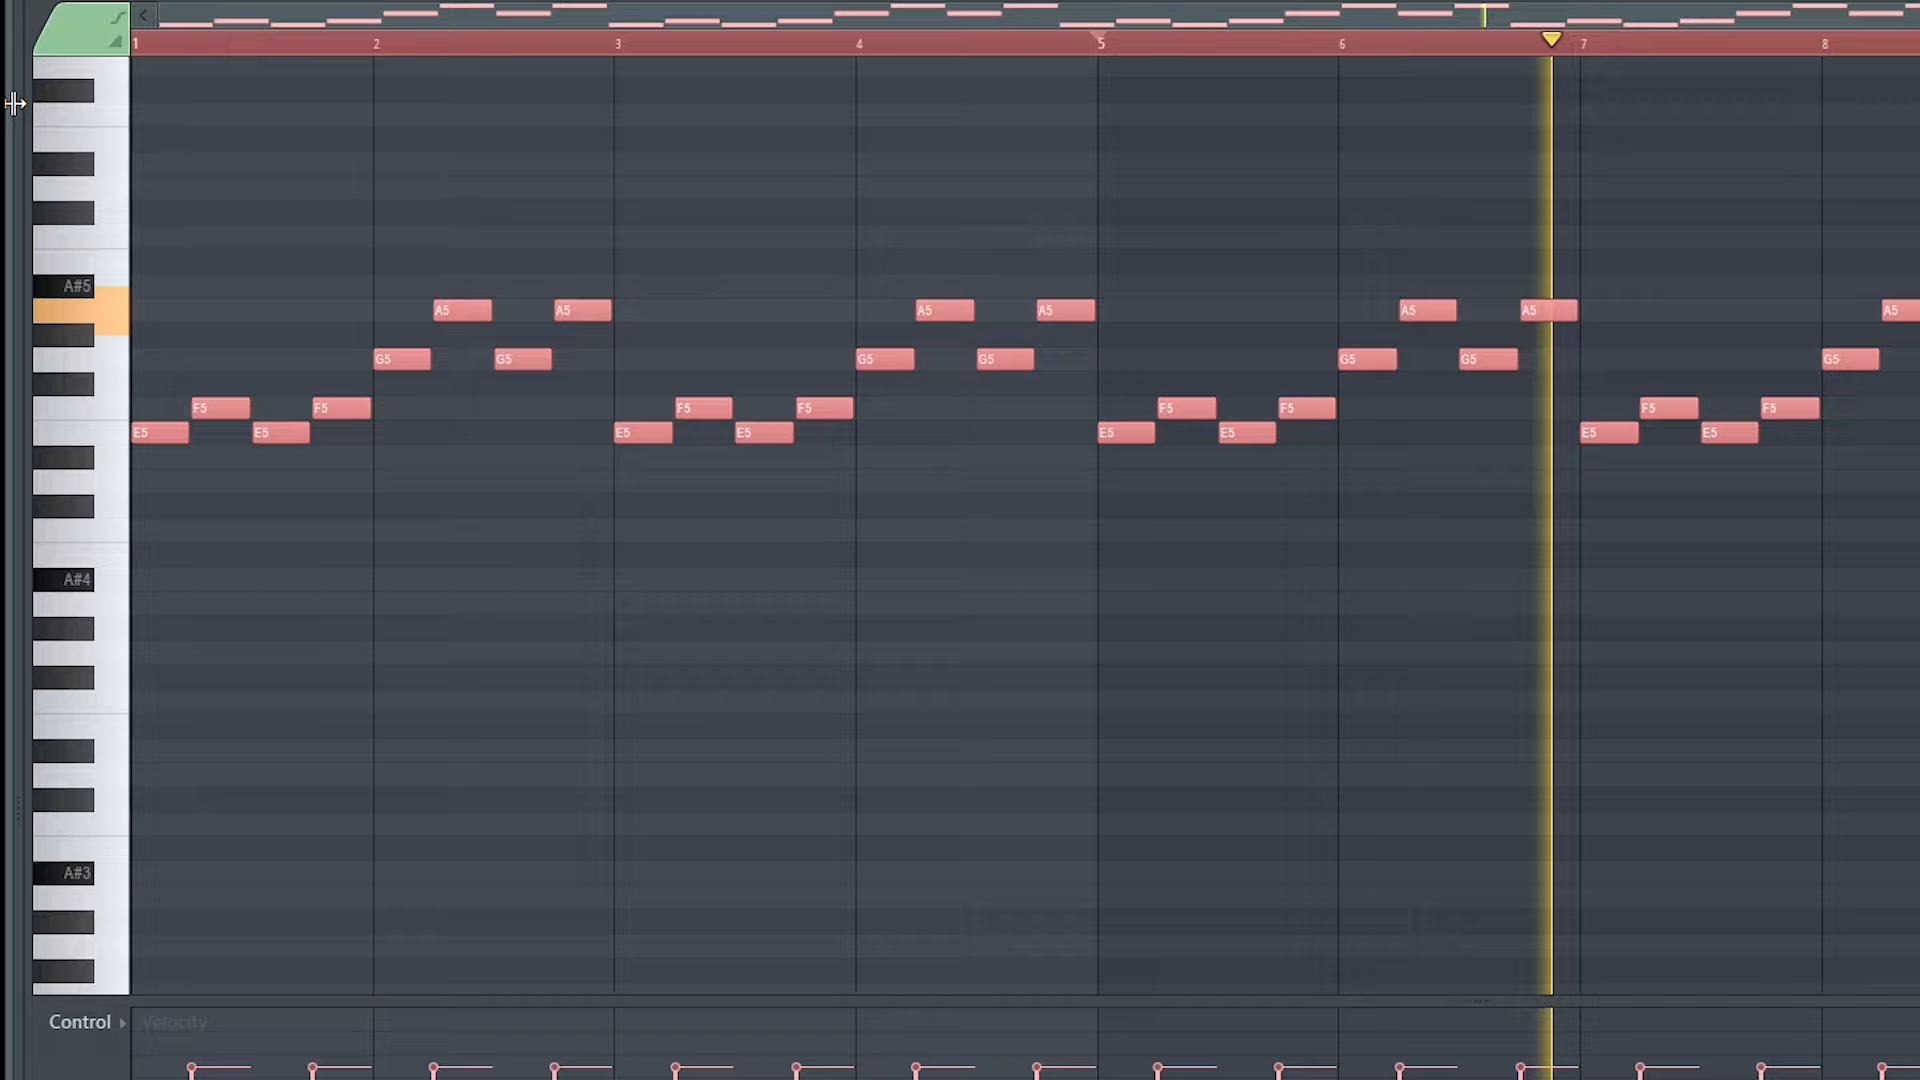 1 2 3 4 5 6 7 8
A#5
A5 A5 A5 A5 A5 A5 A5
G5 G5 G5 G5 G5 G5 G5
F5 F5 F5 F5 F5 F5 F5 F5
E5 E5 E5 E5 E5 E5 E5 E5
A#4
A#3
Control Velocity